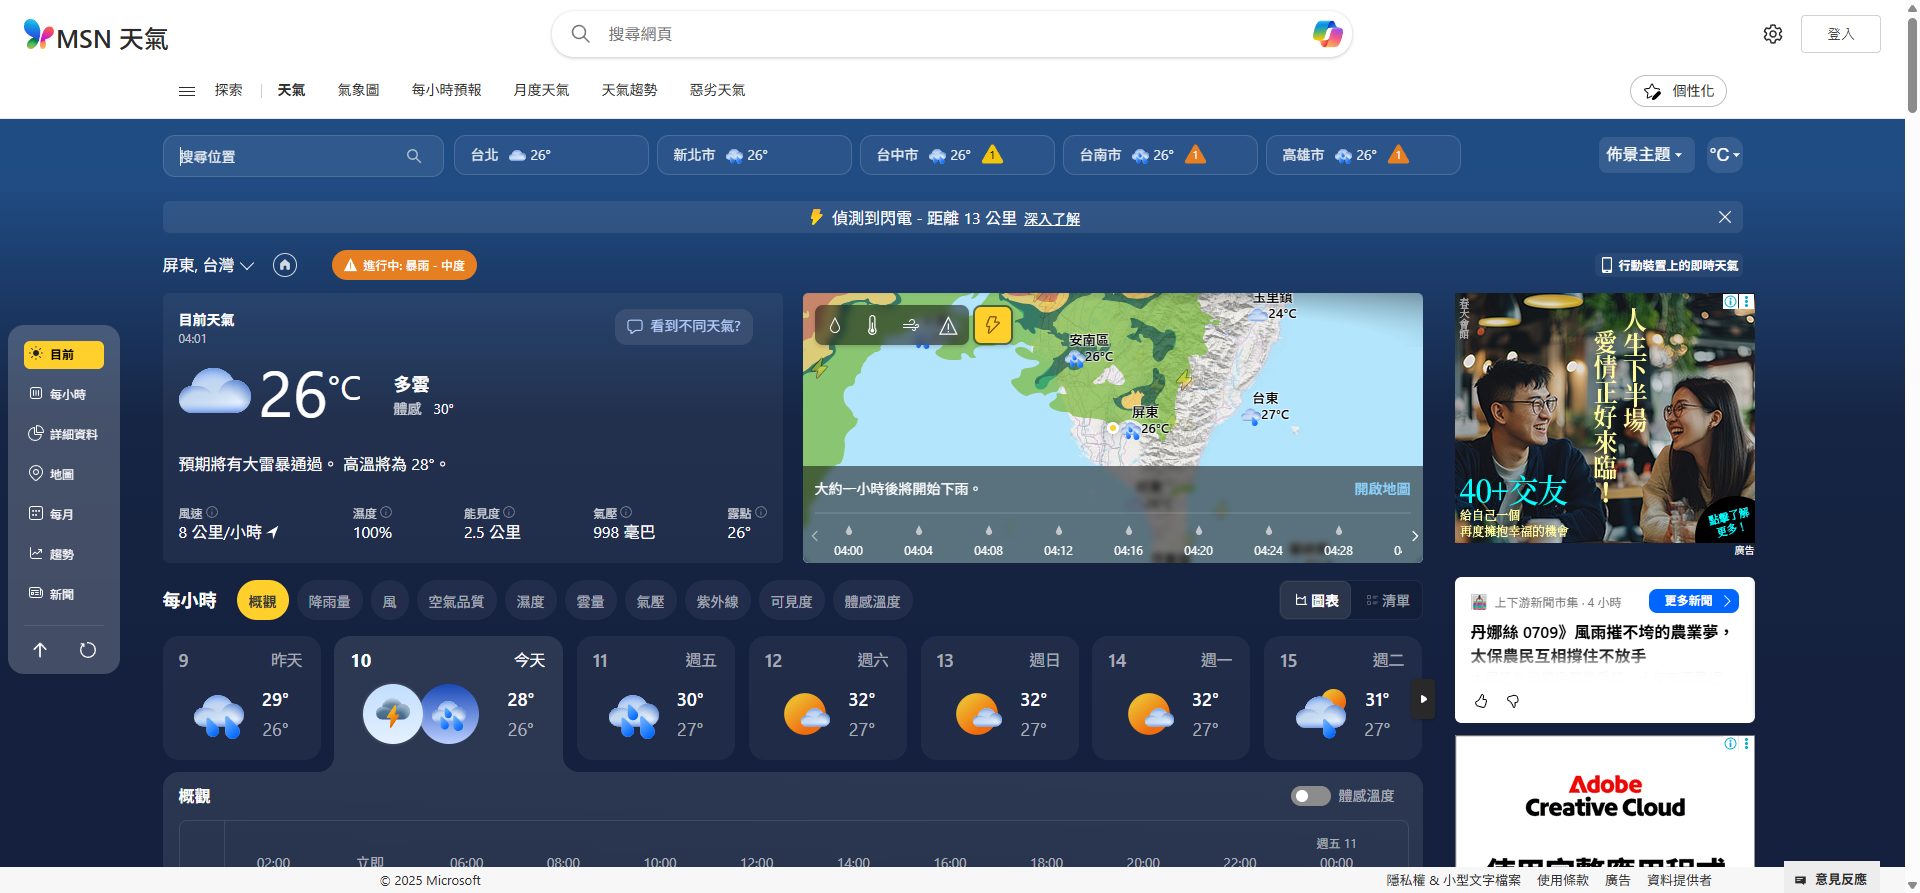 MSN 天氣
搜尋網頁
登入
探索
天氣
氣象圖
每小時預報
月度天氣
天氣趨勢
惡劣天氣
個性化
搜尋位置
台北 26°
新北市 26°
台中市 26° 1
台南市 26° 1
高雄市 26° 1
佈景主題
°C
偵測到閃電 - 距離 13 公里 深入了解
屏東, 台灣
進行中: 暴雨 - 中度
行動裝置上的即時天氣
目前
每小時
詳細資料
地圖
每月
趨勢
新聞
目前天氣
04:01
看到不同天氣?
26°C
多雲
體感 30°
預期將有大雷暴通過。 高溫將為 28°。
風速
8 公里/小時
濕度
100%
能見度
2.5 公里
氣壓
998 毫巴
露點
26°
玉里鎮
24°C
安南區
26°C
台東
27°C
屏東
26°C
大約一小時後將開始下雨。
開啟地圖
04:00 04:04 04:08 04:12 04:16 04:20 04:24 04:28
春大會館
人生下半場
愛情正好來臨!
40+交友
給自己一個
再度擁抱幸福的機會
點擊了解
更多!
廣告
每小時
概觀
降雨量
風
空氣品質
濕度
雲量
氣壓
紫外線
可見度
體感溫度
圖表
清單
9 昨天
29°
26°
10 今天
28°
26°
11 週五
30°
27°
12 週六
32°
27°
13 週日
32°
27°
14 週一
32°
27°
15 週二
31°
27°
上下游新聞市集 · 4 小時
更多新聞
丹娜絲 0709》風雨摧不垮的農業夢，
太保農民互相撐住不放手
概觀
體感溫度
週五 11
02:00 立即 06:00 08:00 10:00 12:00 14:00 16:00 18:00 20:00 22:00 00:00
Adobe
Creative Cloud
使用完整應用程式
© 2025 Microsoft
隱私權 & 小型文字檔案
使用條款
廣告
資料提供者
意見反應